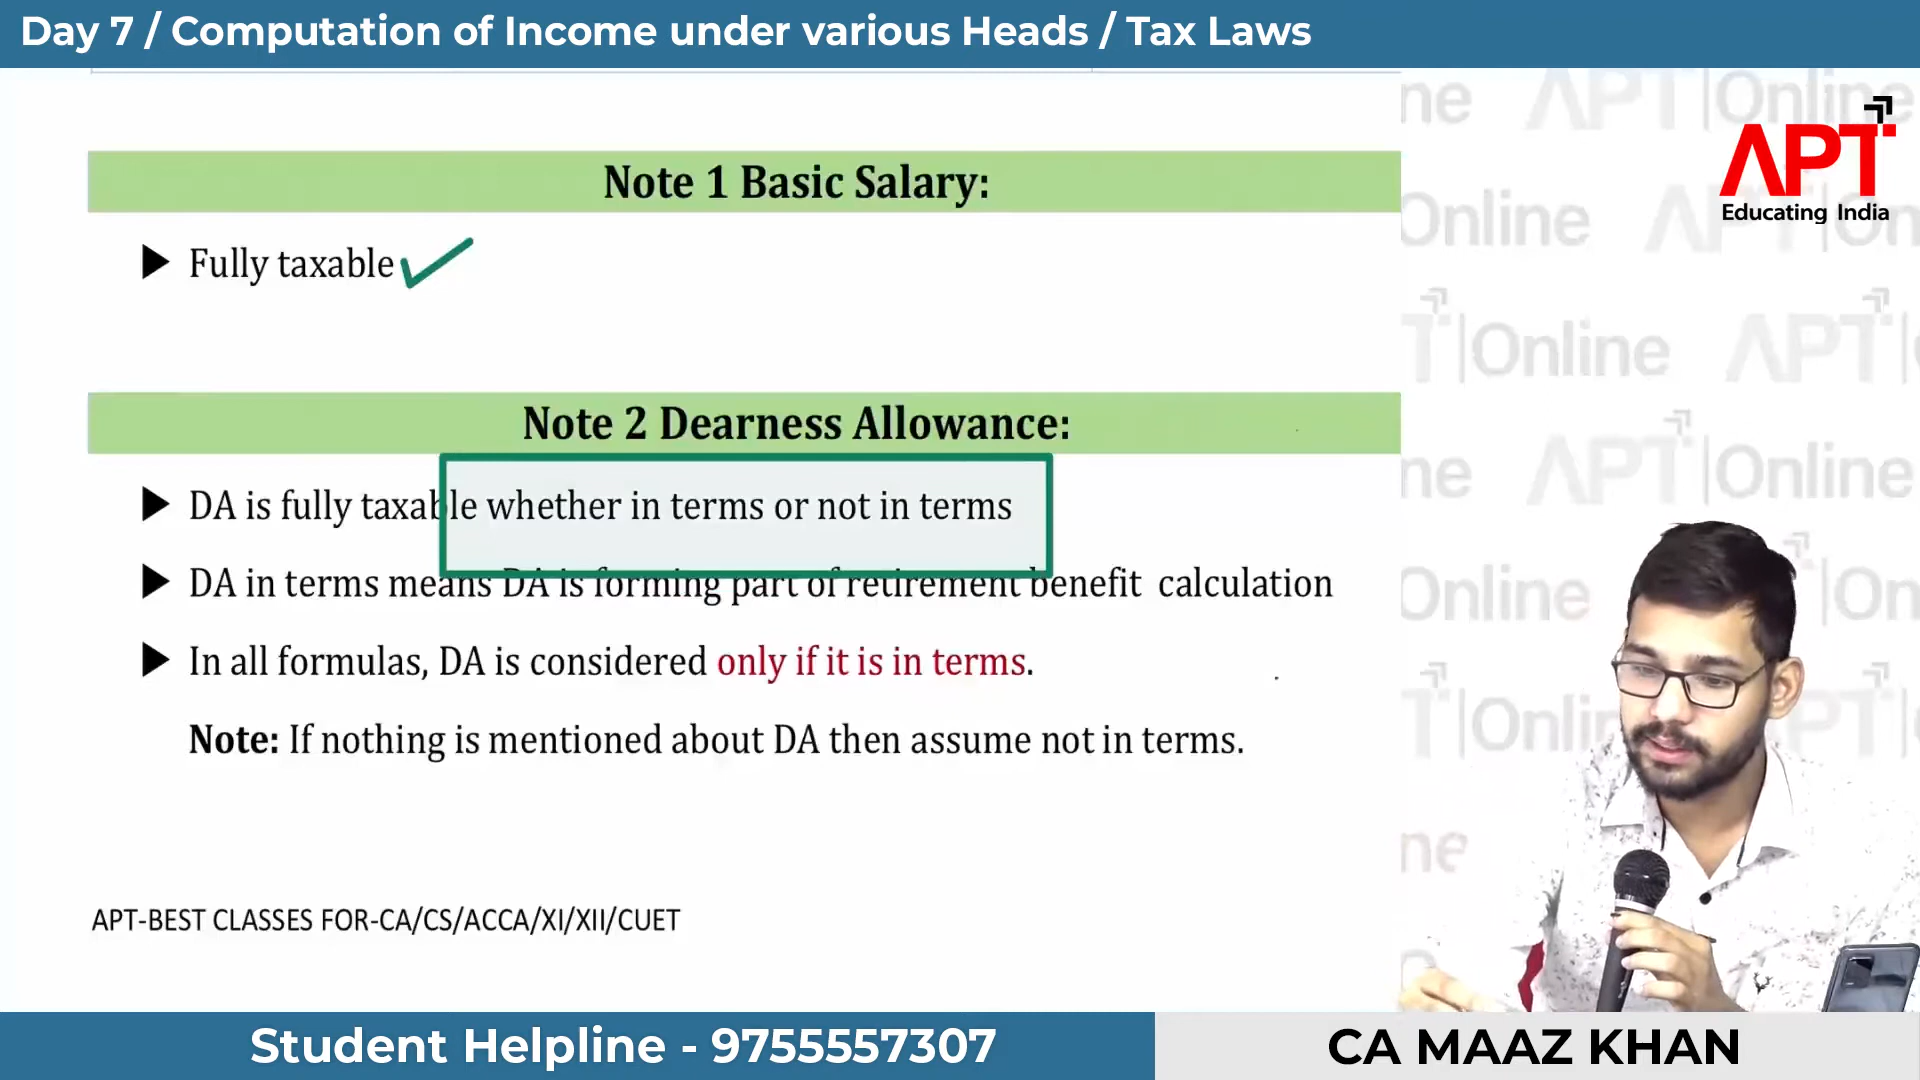 Day 7 / Computation of Income under various Heads / Tax Laws
APT
Educating India
Note 1 Basic Salary:
Fully taxable
Note 2 Dearness Allowance:
DA is fully taxable whether in terms or not in terms
DA in terms means DA is forming part of retirement benefit calculation
In all formulas, DA is considered only if it is in terms.
Note: If nothing is mentioned about DA then assume not in terms.
APT-BEST CLASSES FOR-CA/CS/ACCA/XI/XII/CUET
APT|Online
Student Helpline - 9755557307
CA MAAZ KHAN